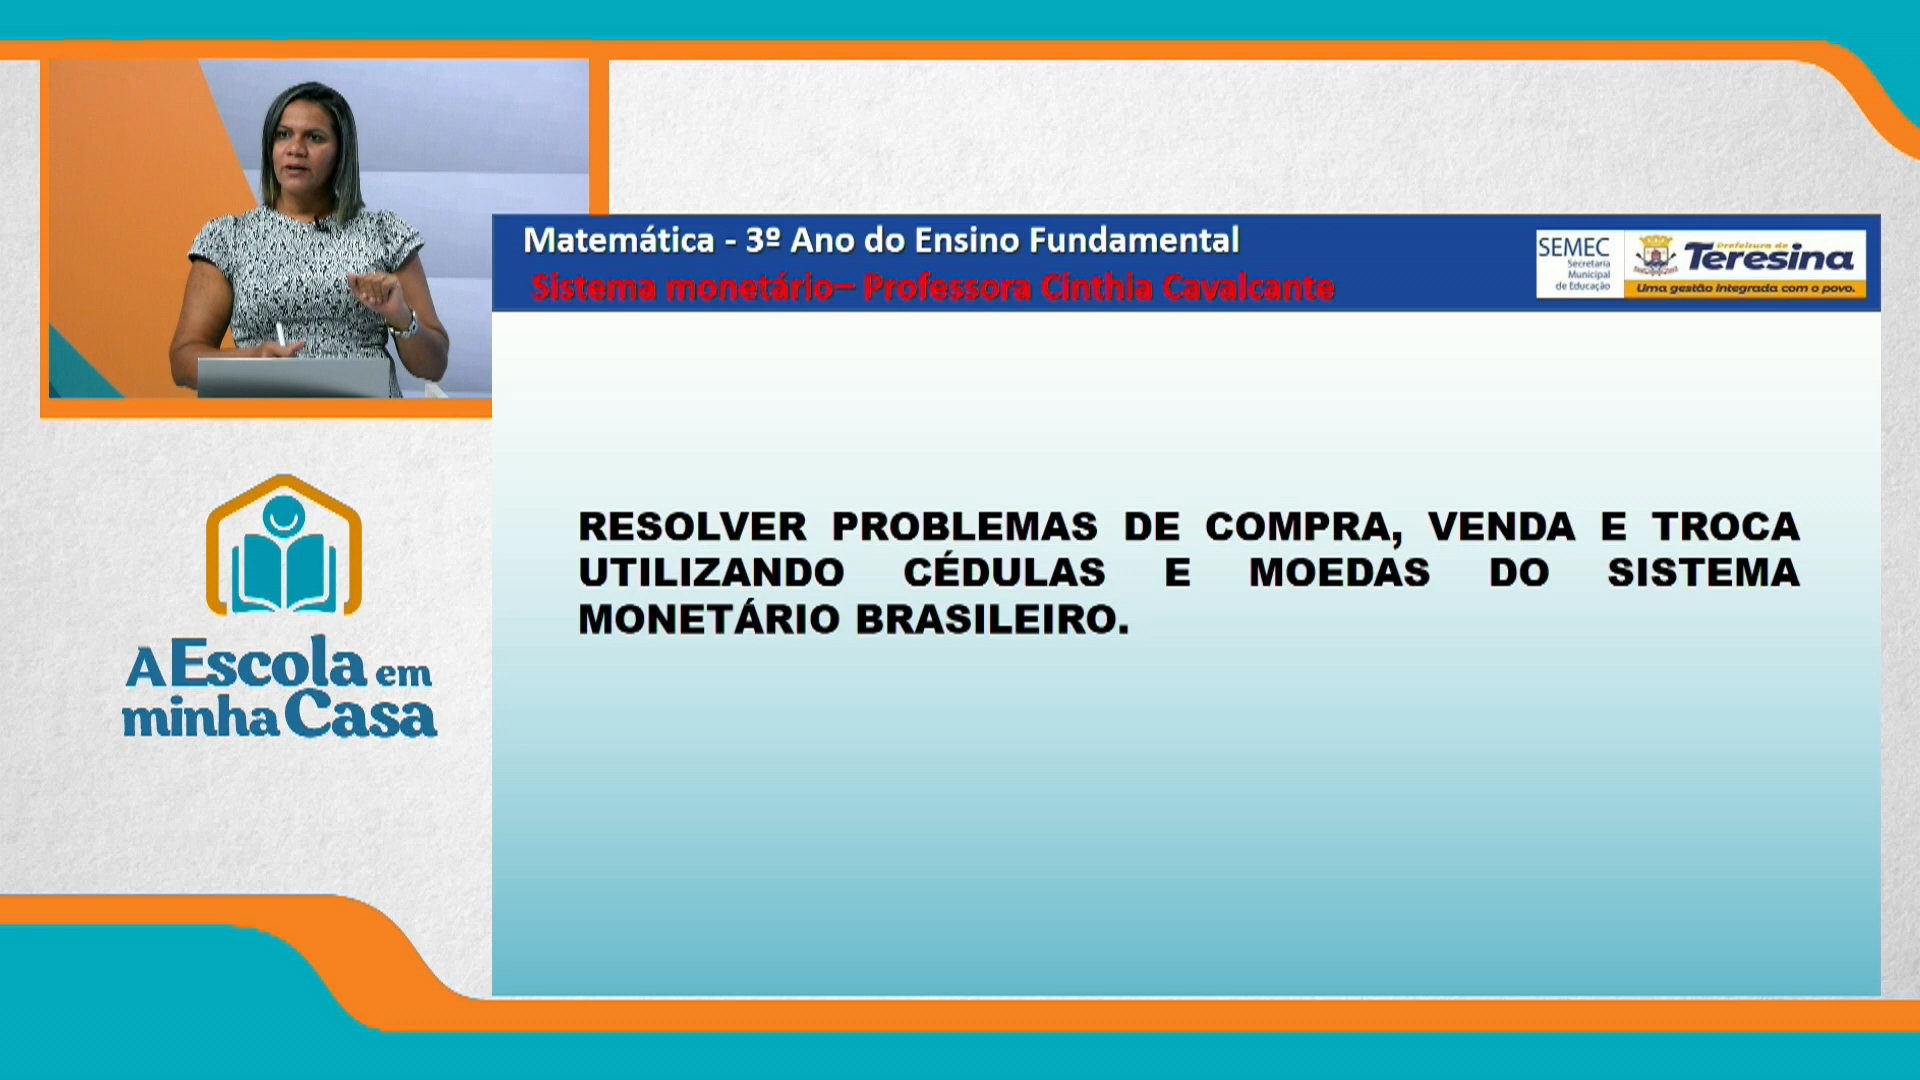 Matemática - 3º Ano do Ensino Fundamental
Sistema monetário– Professora Cinthia Cavalcante
SEMEC
Secretaria
Municipal
de Educação
Prefeitura de
Teresina
Uma gestão integrada com o povo.
RESOLVER PROBLEMAS DE COMPRA, VENDA E TROCA
UTILIZANDO CÉDULAS E MOEDAS DO SISTEMA
MONETÁRIO BRASILEIRO.
A Escola em
minha Casa